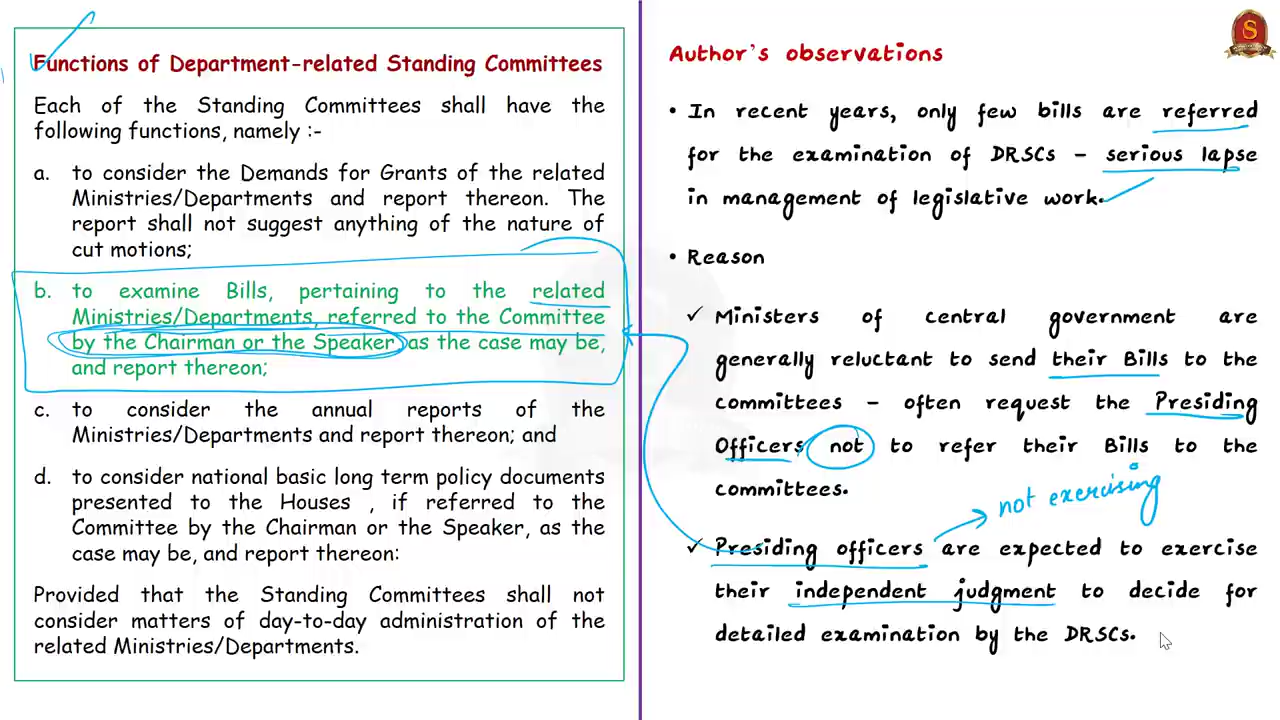 Functions of Department-related Standing Committees
Each of the Standing Committees shall have the
following functions, namely :-
a. to consider the Demands for Grants of the related
Ministries/Departments and report thereon. The
report shall not suggest anything of the nature of
cut motions;
b. to examine Bills, pertaining to the related
Ministries/Departments, referred to the Committee
by the Chairman or the Speaker as the case may be,
and report thereon;
c. to consider the annual reports of the
Ministries/Departments and report thereon; and
d. to consider national basic long term policy documents
presented to the Houses , if referred to the
Committee by the Chairman or the Speaker, as the
case may be, and report thereon:
Provided that the Standing Committees shall not
consider matters of day-to-day administration of the
related Ministries/Departments.
Author's observations
• In recent years, only few bills are referred
for the examination of DRSCs – serious lapse
in management of legislative work.
• Reason
✓ Ministers of central government are
generally reluctant to send their Bills to the
committees – often request the Presiding
Officers not to refer their Bills to the
committees.
not exercising
✓ Presiding officers are expected to exercise
their independent judgment to decide for
detailed examination by the DRSCs.
S